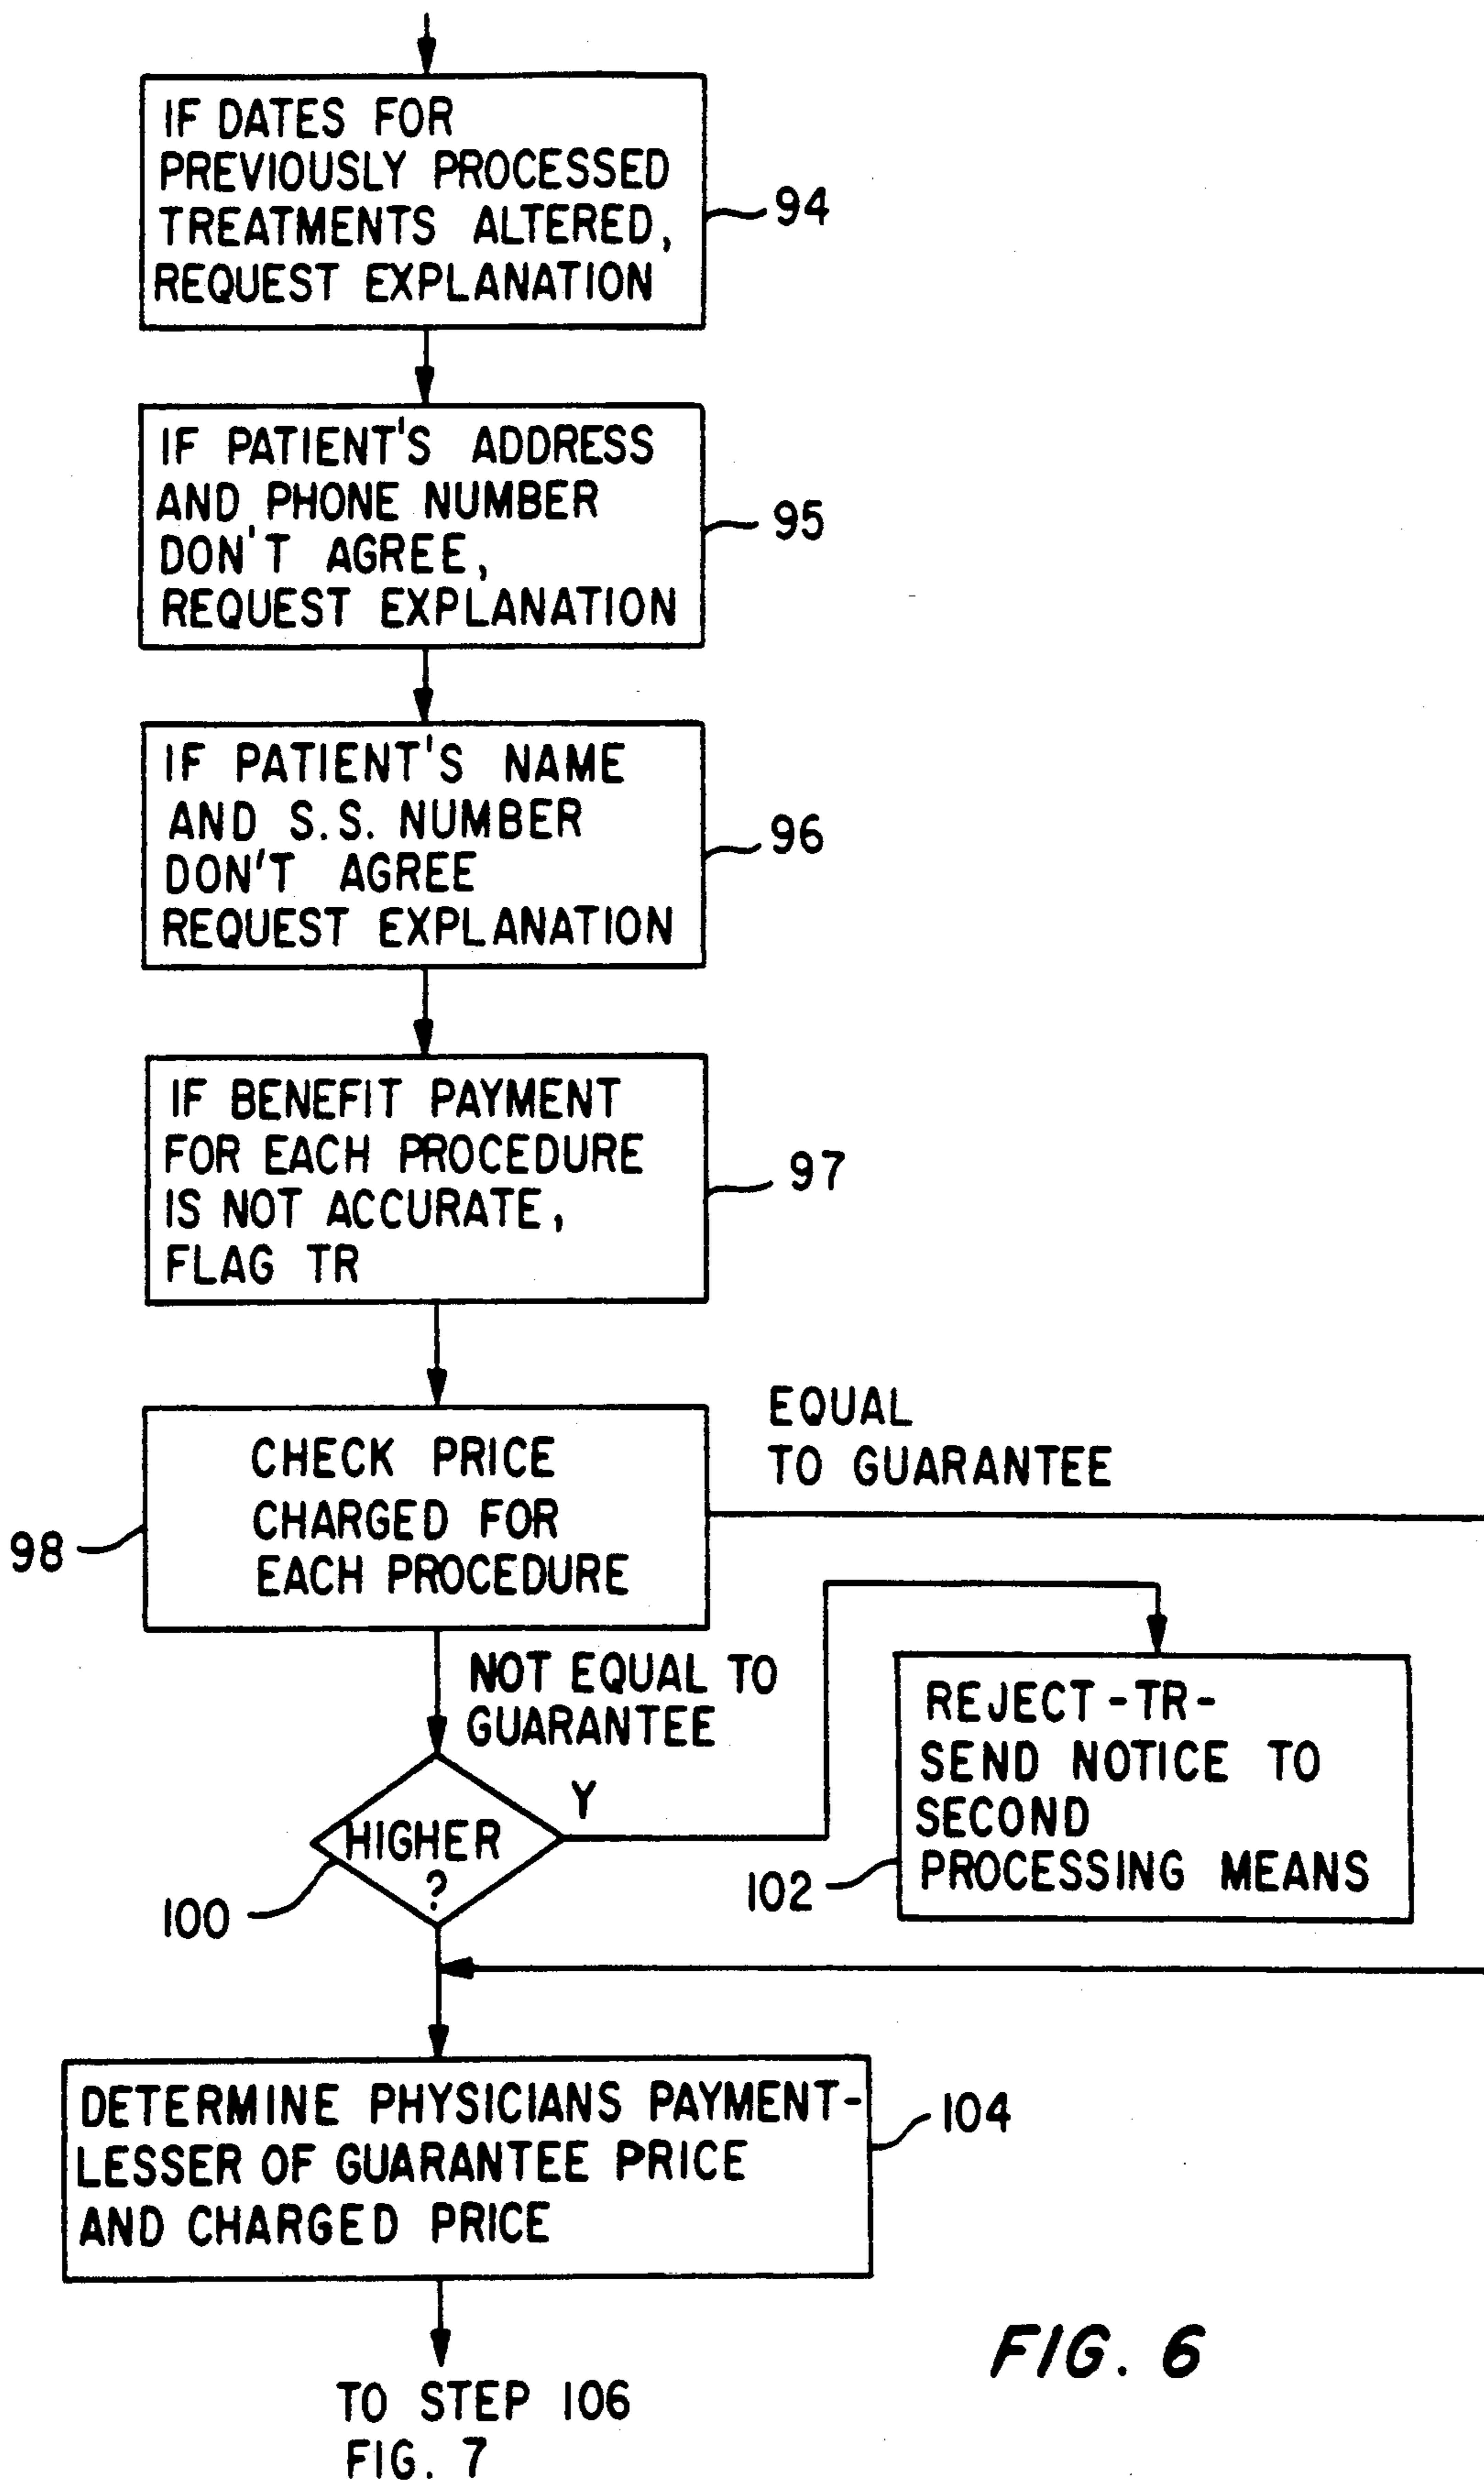 IF DATES FOR
PREVIOUSLY PROCESSED
TREATMENTS ALTERED,
REQUEST EXPLANATION
94
IF PATIENT'S ADDRESS
AND PHONE NUMBER
DON'T AGREE,
REQUEST EXPLANATION
95
IF PATIENT'S NAME
AND S.S. NUMBER
DON'T AGREE
REQUEST EXPLANATION
96
IF BENEFIT PAYMENT
FOR EACH PROCEDURE
IS NOT ACCURATE,
FLAG TR
97
CHECK PRICE
CHARGED FOR
EACH PROCEDURE
98
EQUAL
TO GUARANTEE
NOT EQUAL TO
GUARANTEE
HIGHER
?
100
Y
REJECT-TR-
SEND NOTICE TO
SECOND
PROCESSING MEANS
102
DETERMINE PHYSICIANS PAYMENT-
LESSER OF GUARANTEE PRICE
AND CHARGED PRICE
104
TO STEP 106
FIG. 7
FIG. 6